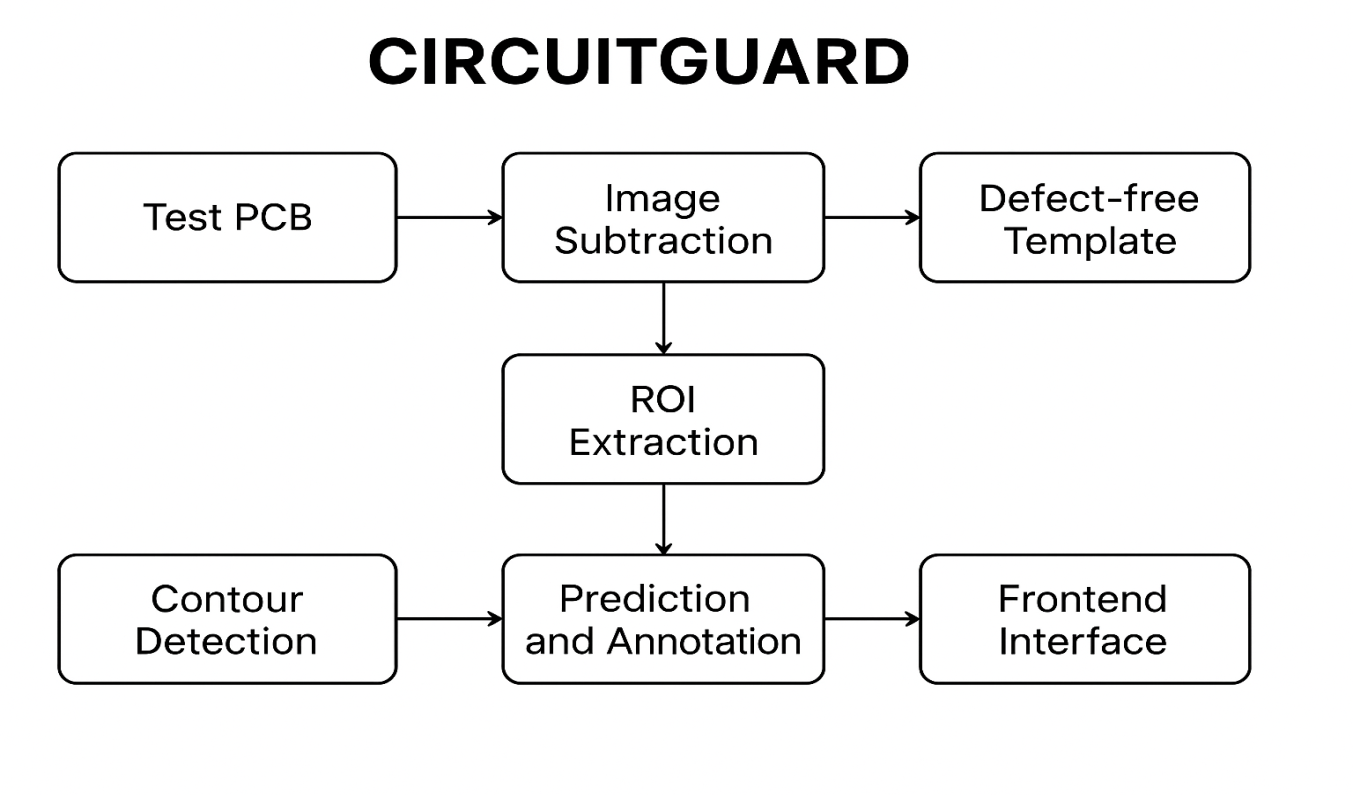 CIRCUITGUARD
Test PCB
Image
Subtraction
Defect-free
Template
ROI
Extraction
Contour
Detection
Prediction
and Annotation
Frontend
Interface